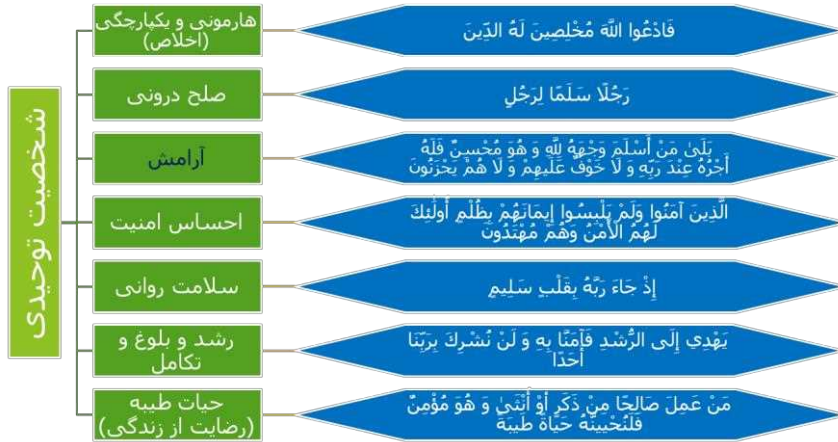 شخصیت توحیدی
هارمونی و یکپارچگی
(اخلاص)
فَادْعُوا اللَّهَ مُخْلِصِينَ لَهُ الدِّينَ
صلح درونی
رَجُلًا سَلَمًا لِرَجُلٍ
آرامش
بَلَىٰ مَنْ أَسْلَمَ وَجْهَهُ لِلَّهِ وَ هُوَ مُحْسِنٌ فَلَهُ
أَجْرُهُ عِنْدَ رَبِّهِ وَ لَا خَوْفٌ عَلَيْهِمْ وَ لَا هُمْ يَحْزَنُونَ
احساس امنیت
الَّذِينَ آمَنُوا وَلَمْ يَلْبِسُوا إِيمَانَهُمْ بِظُلْمٍ أُولَٰئِكَ
لَهُمُ الْأَمْنُ وَهُمْ مُهْتَدُونَ
سلامت روانی
إِذْ جَاءَ رَبَّهُ بِقَلْبٍ سَلِيمٍ
رشد و بلوغ و
تکامل
يَهْدِي إِلَى الرُّشْدِ فَآمَنَّا بِهِ وَ لَنْ نُشْرِكَ بِرَبِّنَا
أَحَدًا
حیات طیبه
(رضایت از زندگی)
مَنْ عَمِلَ صَالِحًا مِنْ ذَكَرٍ أَوْ أُنْثَىٰ وَ هُوَ مُؤْمِنٌ
فَلَنُحْيِيَنَّهُ حَيَاةً طَيِّبَةً